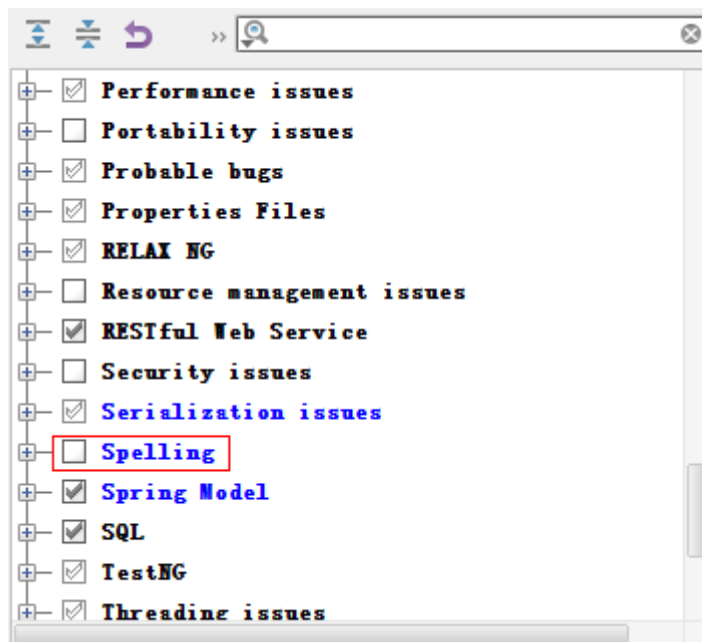 Performance issues
Portability issues
Probable bugs
Properties Files
RELAX NG
Resource management issues
RESTful Web Service
Security issues
Serialization issues
Spelling
Spring Model
SQL
TestNG
Threading issues